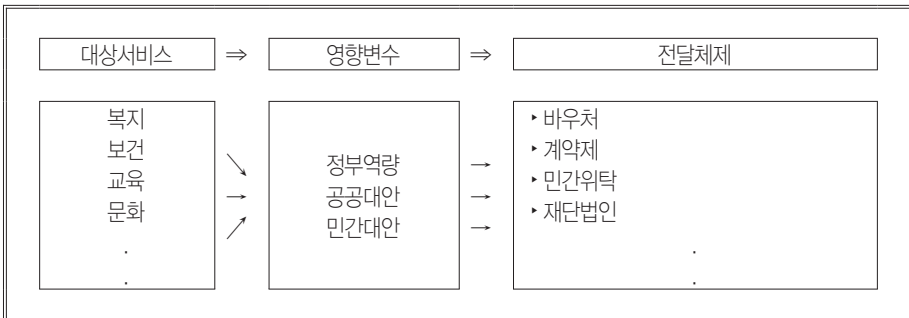 대상서비스 ⇒ 영향변수 ⇒ 전달체제
복지
보건
교육
문화
.
.
↘
→
↗
정부역량
공공대안
민간대안
→
→
→
‣바우처
‣계약제
‣민간위탁
‣재단법인
.
.